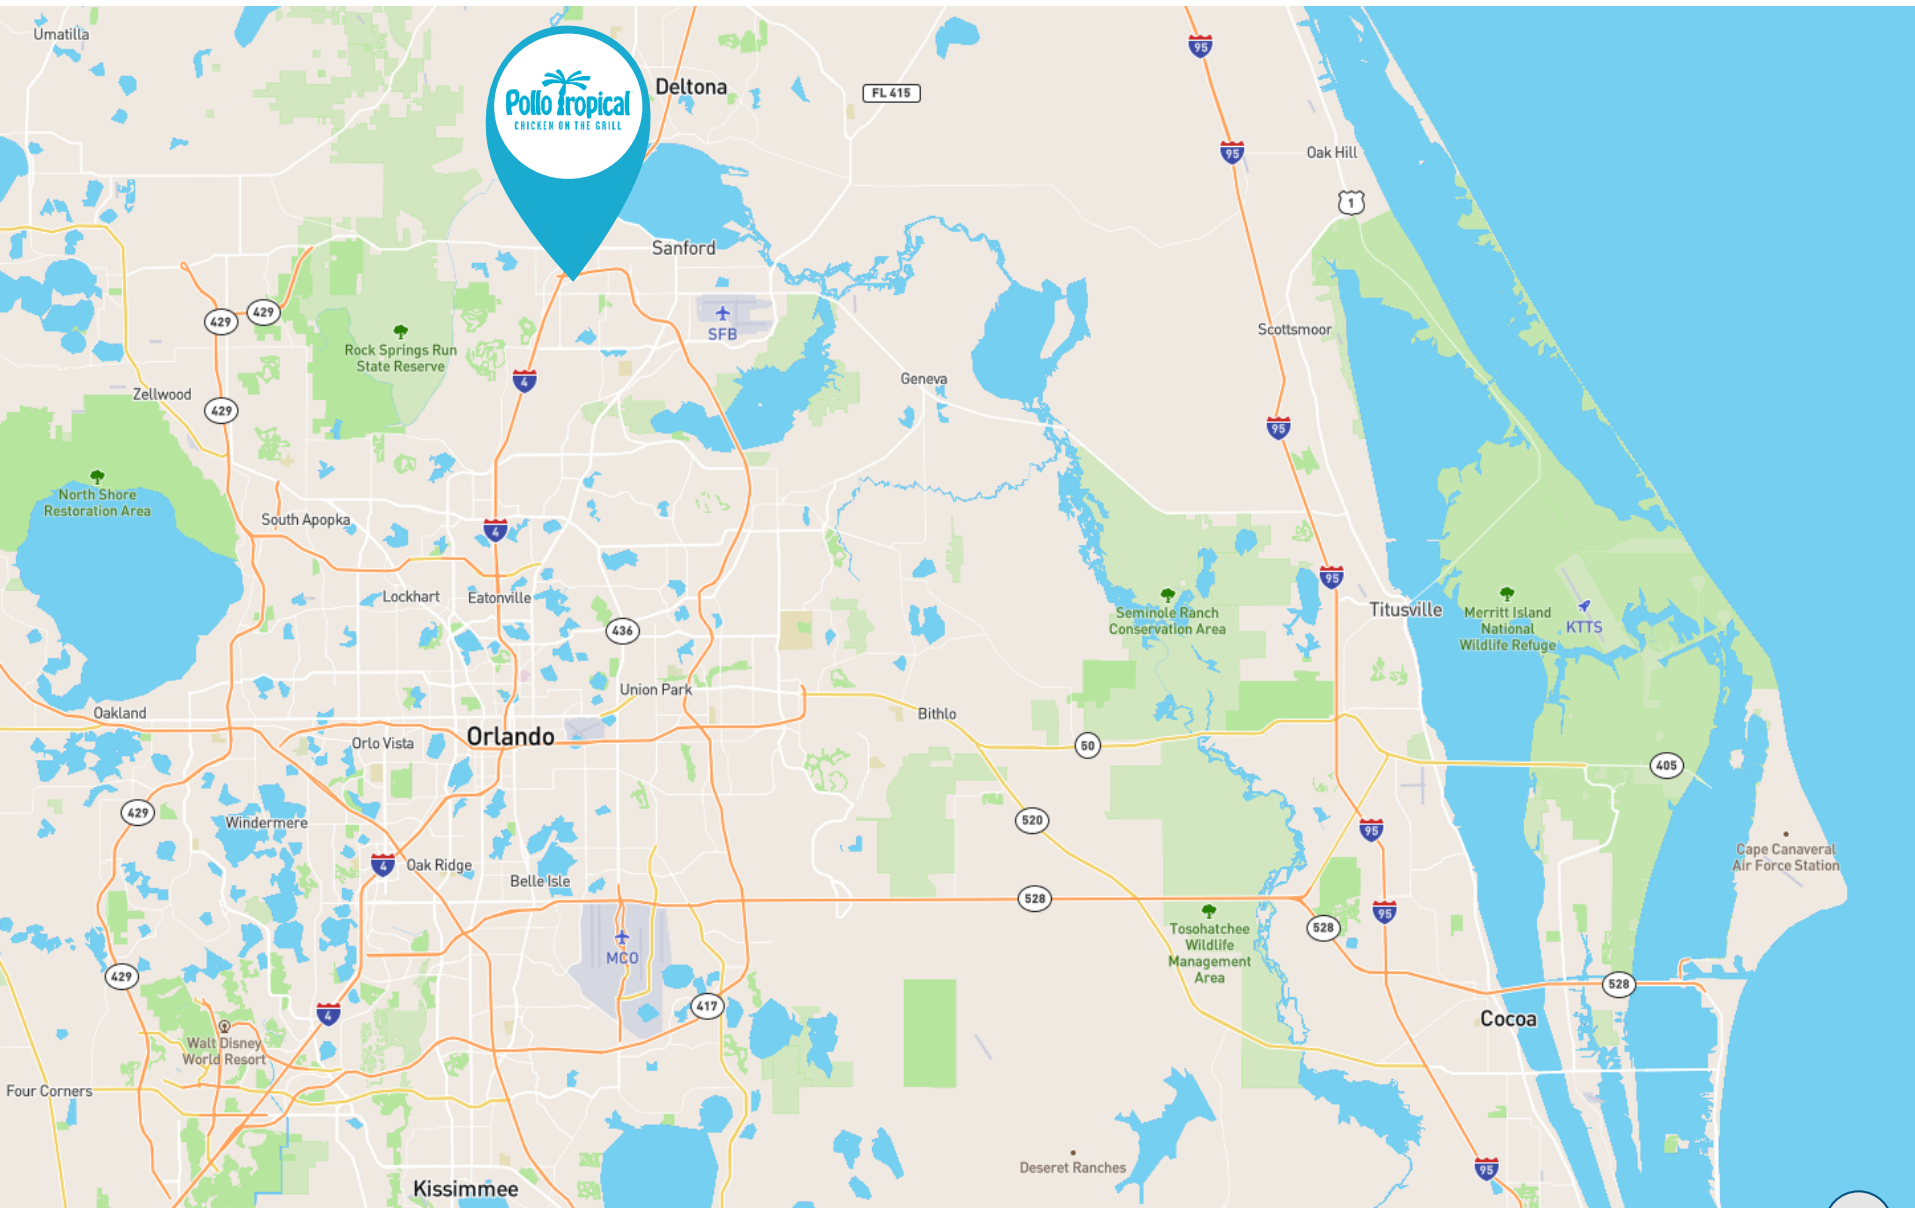 Umatilla
Pollo Tropical
CHICKEN ON THE GRILL
Deltona
FL 415
95
95
Oak Hill
1
Sanford
429
429
SFB
Scottsmoor
Rock Springs Run
State Reserve
4
Geneva
Zellwood
429
95
North Shore
Restoration Area
South Apopka
4
95
Lockhart
Eatonville
Seminole Ranch
Conservation Area
Titusville
Merritt Island
National
Wildlife Refuge
KTTS
436
Union Park
Oakland
Bithlo
Orlando
Orlo Vista
50
405
429
Windermere
520
95
Cape Canaveral
Air Force Station
4
Oak Ridge
Belle Isle
528
95
528
Tosohatchee
Wildlife
Management
Area
MCO
429
528
417
4
Cocoa
Walt Disney
World Resort
Four Corners
Deseret Ranches
95
Kissimmee